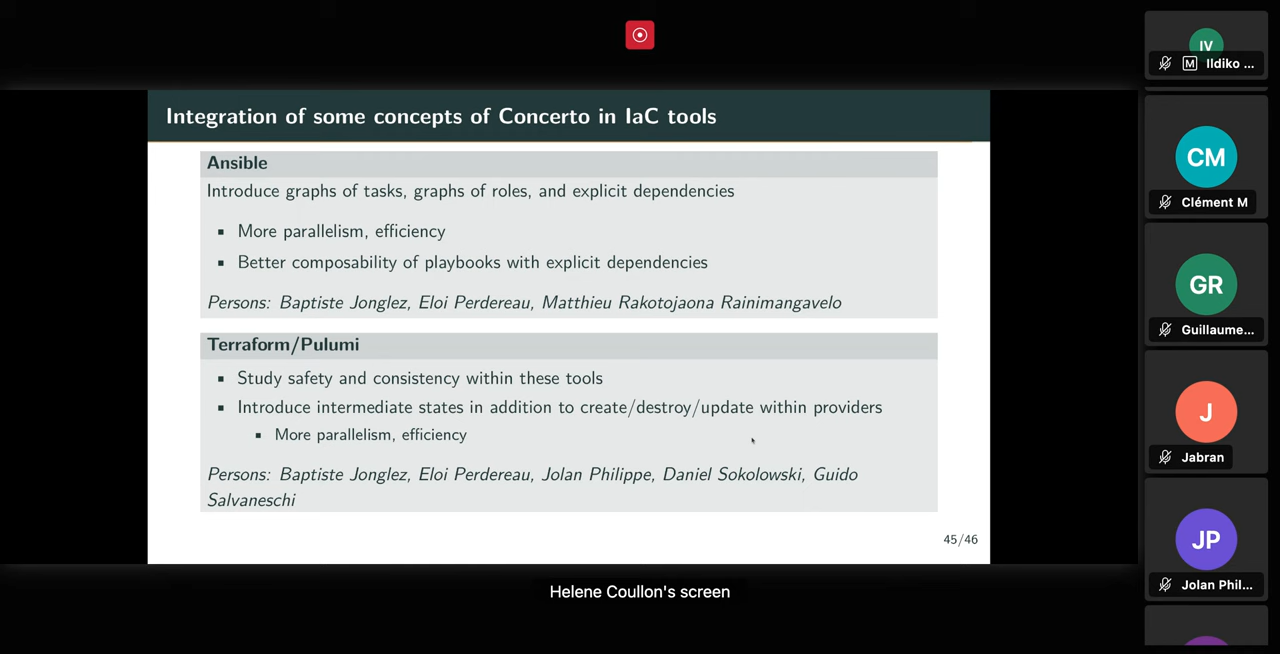 Integration of some concepts of Concerto in IaC tools
Ansible
Introduce graphs of tasks, graphs of roles, and explicit dependencies
▪ More parallelism, efficiency
▪ Better composability of playbooks with explicit dependencies
Persons: Baptiste Jonglez, Eloi Perdereau, Matthieu Rakotojaona Rainimangavelo
Terraform/Pulumi
▪ Study safety and consistency within these tools
▪ Introduce intermediate states in addition to create/destroy/update within providers
▪ More parallelism, efficiency
Persons: Baptiste Jonglez, Eloi Perdereau, Jolan Philippe, Daniel Sokolowski, Guido
Salvaneschi
45/46
Helene Coullon's screen
IV
M Ildiko ...
CM
Clément M
GR
Guillaume...
J
Jabran
JP
Jolan Phil...